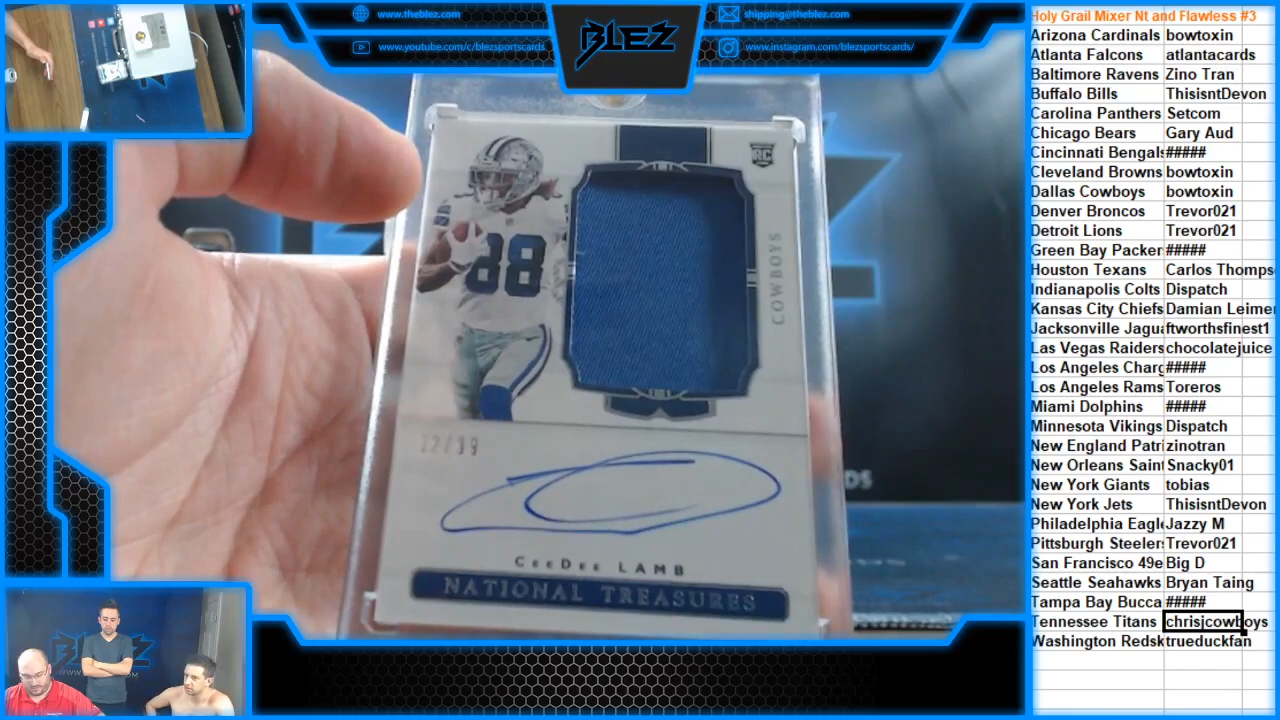 www.theblez.com
shipping@theblez.com
www.youtube.com/c/blezsportscards
www.instagram.com/blezsportscards/
BLEZ
RC
88
COWBOYS
CeeDee Lamb
NATIONAL TREASURES
DS
BLEZ
Holy Grail Mixer Nt and Flawless #3
Arizona Cardinals bowtoxin
Atlanta Falcons atlantacards
Baltimore Ravens Zino Tran
Buffalo Bills ThisisntDevon
Carolina Panthers Setcom
Chicago Bears Gary Aud
Cincinnati Bengals #####
Cleveland Browns bowtoxin
Dallas Cowboys bowtoxin
Denver Broncos Trevor021
Detroit Lions Trevor021
Green Bay Packer #####
Houston Texans Carlos Thomps
Indianapolis Colts Dispatch
Kansas City Chiefs Damian Leimer
Jacksonville Jagua ftworthsfinest1
Las Vegas Raiders chocolatejuice
Los Angeles Charg #####
Los Angeles Rams Toreros
Miami Dolphins #####
Minnesota Vikings Dispatch
New England Patri zinotran
New Orleans Saint Snacky01
New York Giants tobias
New York Jets ThisisntDevon
Philadelphia Eagle Jazzy M
Pittsburgh Steelers Trevor021
San Francisco 49e Big D
Seattle Seahawks Bryan Taing
Tampa Bay Bucca #####
Tennessee Titans chrisjcowboys
Washington Redsk trueduckfan